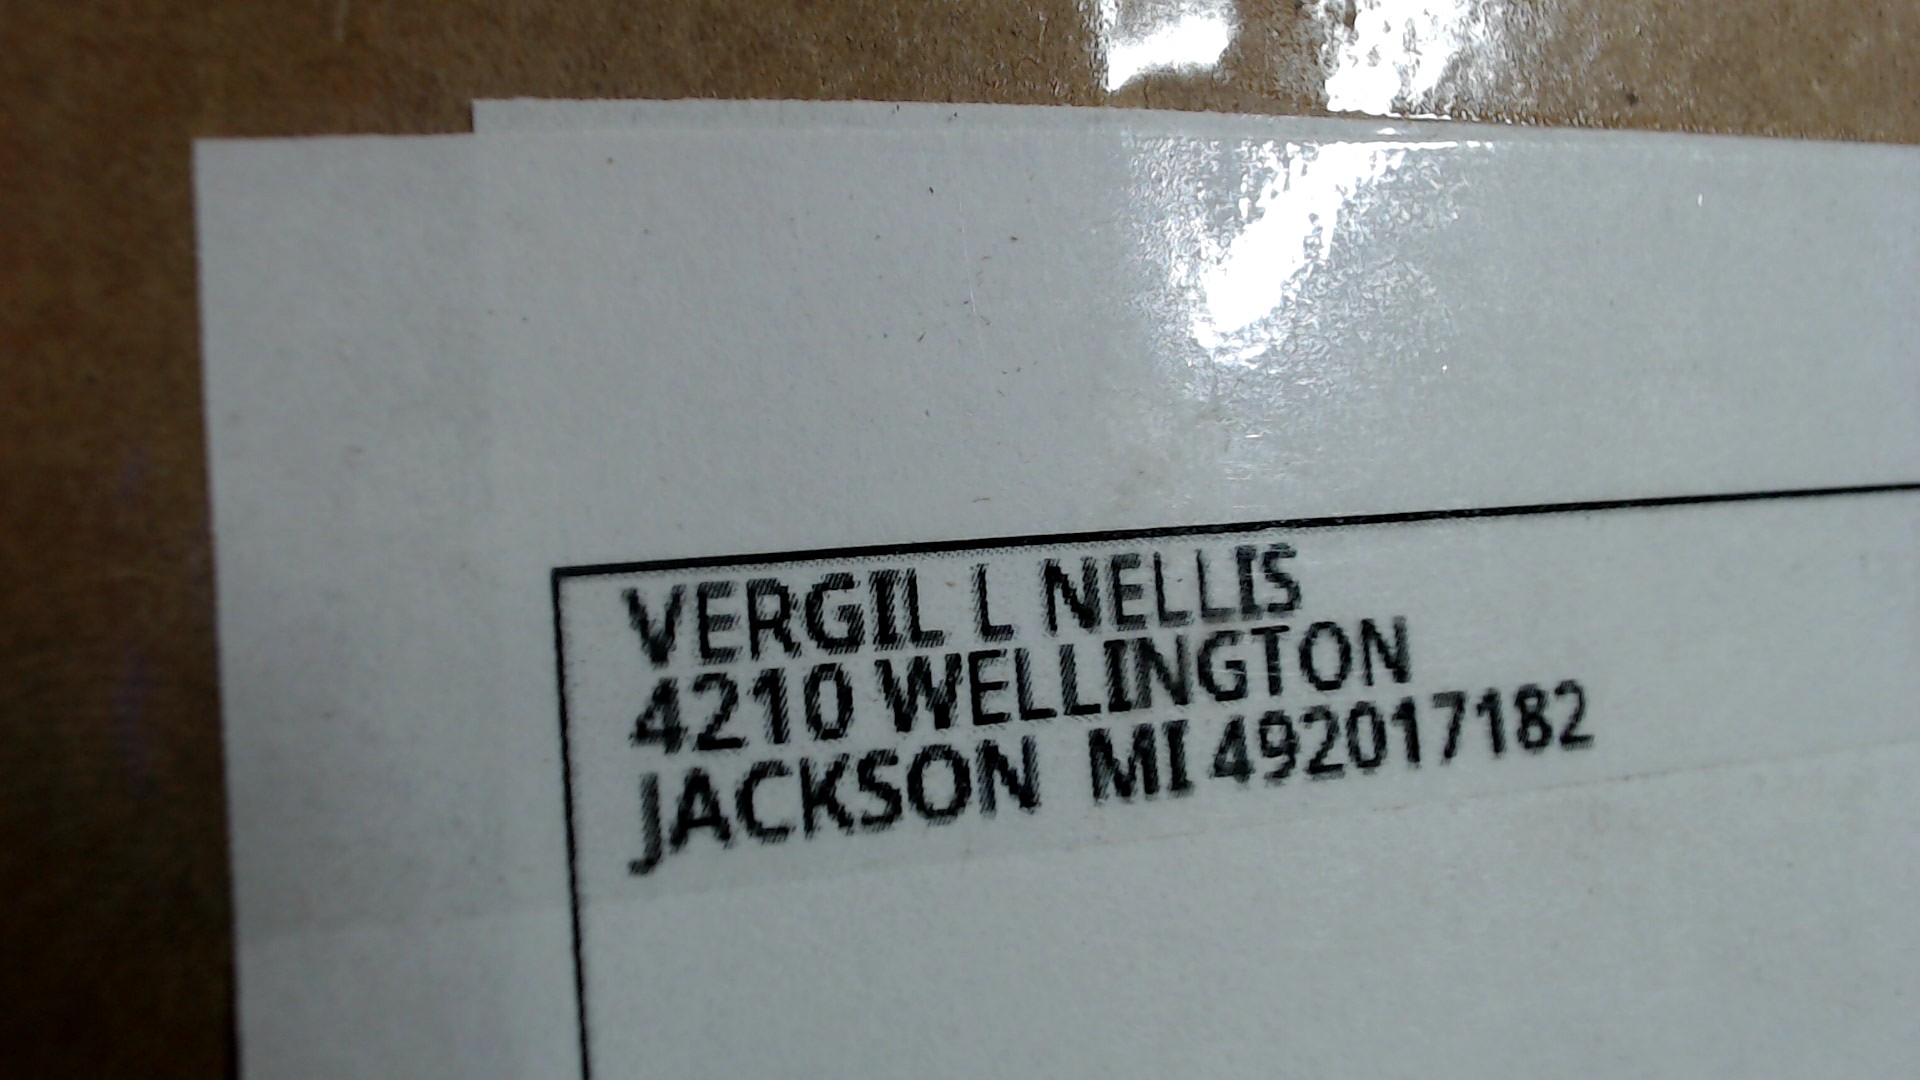 VERGIL L NELLIS
4210 WELLINGTON
JACKSON MI 492017182